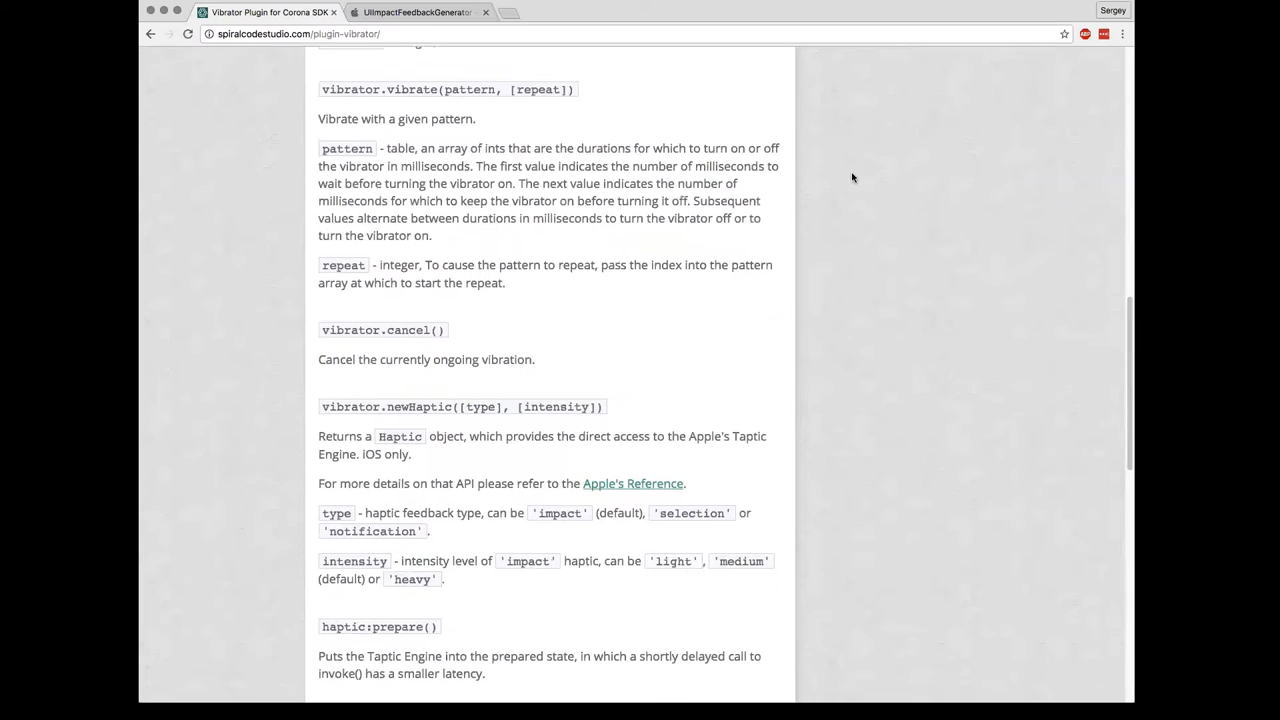 Vibrator Plugin for Corona SDK
UIImpactFeedbackGenerator
Sergey
spiralcodestudio.com/plugin-vibrator/
ABP
vibrator.vibrate(pattern, [repeat])
Vibrate with a given pattern.
pattern - table, an array of ints that are the durations for which to turn on or off
the vibrator in milliseconds. The first value indicates the number of milliseconds to
wait before turning the vibrator on. The next value indicates the number of
milliseconds for which to keep the vibrator on before turning it off. Subsequent
values alternate between durations in milliseconds to turn the vibrator off or to
turn the vibrator on.
repeat - integer, To cause the pattern to repeat, pass the index into the pattern
array at which to start the repeat.
vibrator.cancel()
Cancel the currently ongoing vibration.
vibrator.newHaptic([type], [intensity])
Returns a Haptic object, which provides the direct access to the Apple's Taptic
Engine. iOS only.
For more details on that API please refer to the Apple's Reference.
type - haptic feedback type, can be 'impact' (default), 'selection' or
'notification'.
intensity - intensity level of 'impact' haptic, can be 'light', 'medium'
(default) or 'heavy'.
haptic:prepare()
Puts the Taptic Engine into the prepared state, in which a shortly delayed call to
invoke() has a smaller latency.